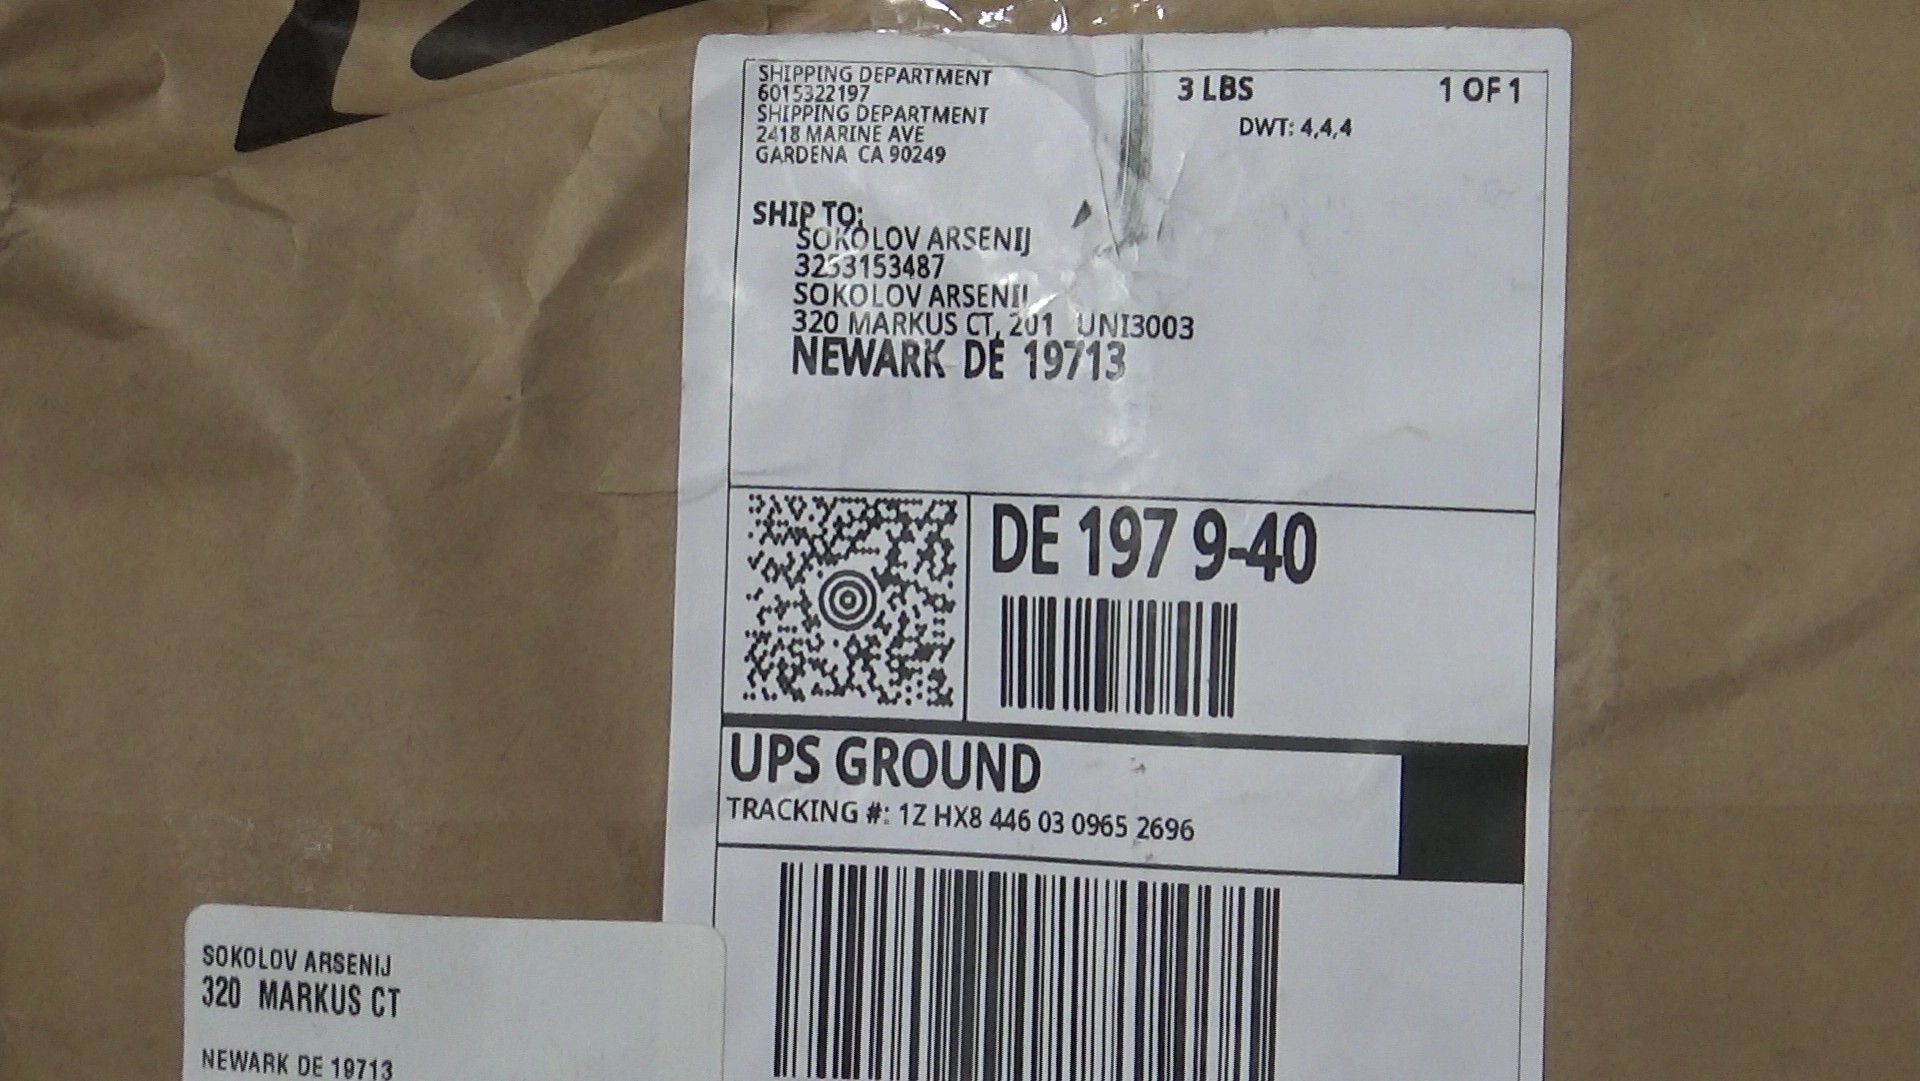 SHIPPING DEPARTMENT
6015322197
SHIPPING DEPARTMENT
2418 MARINE AVE
GARDENA CA 90249
3 LBS
1 OF 1
DWT: 4,4,4
SHIP TO:
SOKOLOV ARSENIJ
3253153487
SOKOLOV ARSENIJ
320 MARKUS CT, 201 UNI3003
NEWARK DE 19713
DE 197 9-40
UPS GROUND
TRACKING #: 1Z HX8 446 03 0965 2696
SOKOLOV ARSENIJ
320 MARKUS CT
NEWARK DE 19713